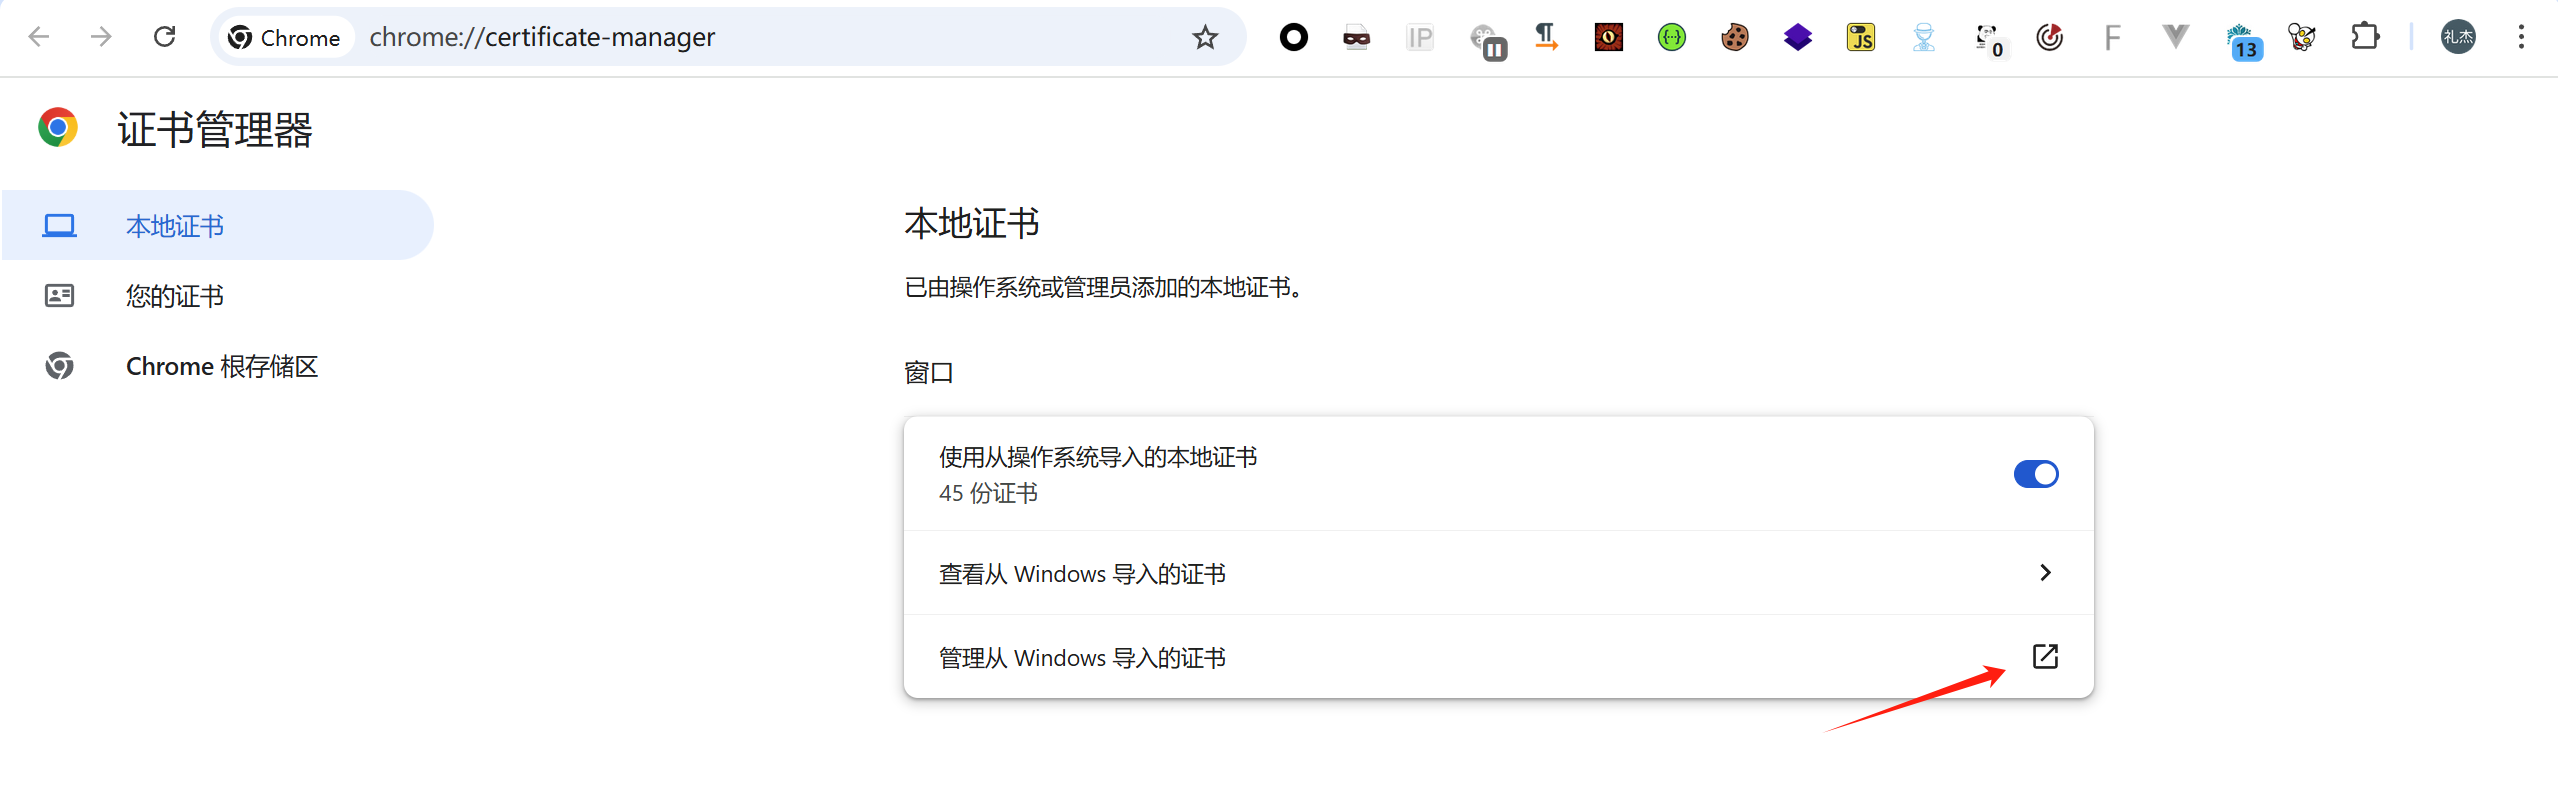 Chrome chrome://certificate-manager
IP
JS
0
F
13
礼杰
证书管理器
本地证书
您的证书
Chrome 根存储区
本地证书
已由操作系统或管理员添加的本地证书。
窗口
使用从操作系统导入的本地证书
45 份证书
查看从 Windows 导入的证书
管理从 Windows 导入的证书